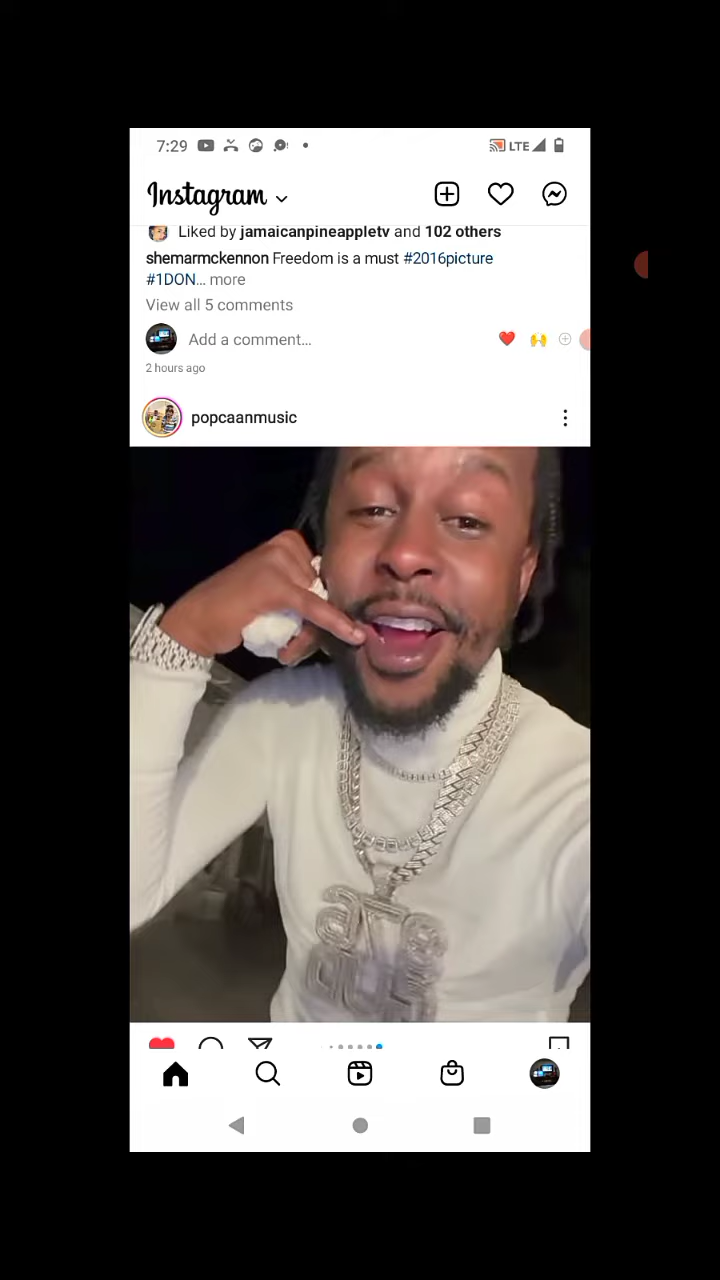 7:29 LTE
Instagram
Liked by jamaicanpineappletv and 102 others
shemarmckennon Freedom is a must #2016picture
#1DON... more
View all 5 comments
Add a comment...
2 hours ago
popcaanmusic